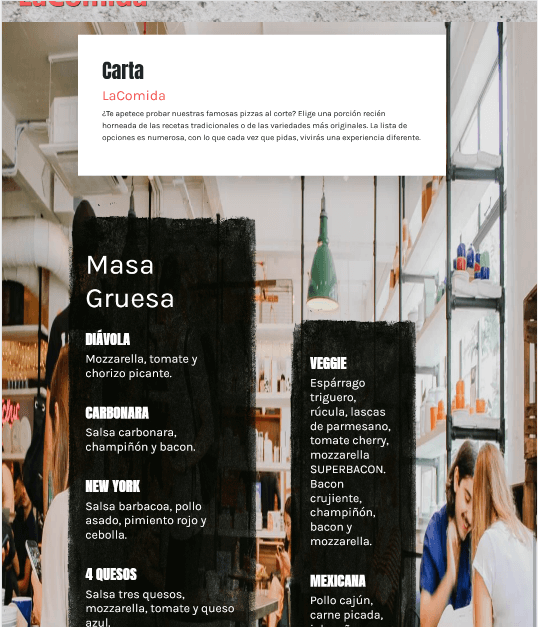 LaComida
Carta
LaComida
¿Te apetece probar nuestras famosas pizzas al corte? Elige una porción recién
horneada de las recetas tradicionales o de las variedades más originales. La lista de
opciones es numerosa, con lo que cada vez que pidas, vivirás una experiencia diferente.
Masa
Gruesa
DIÁVOLA
Mozzarella, tomate y
chorizo picante.
CARBONARA
Salsa carbonara,
champiñón y bacon.
NEW YORK
Salsa barbacoa, pollo
asado, pimiento rojo y
cebolla.
4 QUESOS
Salsa tres quesos,
mozzarella, tomate y queso
azul.
VEGGIE
Espárrago
triguero,
rúcula, lascas
de parmesano,
tomate cherry,
mozzarella
SUPERBACON.
Bacon
crujiente,
champiñón,
bacon y
mozzarella.
MEXICANA
Pollo cajún,
carne picada,